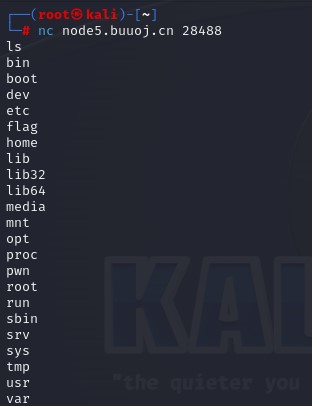 ┌──(root㉿kali)-[~]
└─# nc node5.buuoj.cn 28488
ls
bin
boot
dev
etc
flag
home
lib
lib32
lib64
media
mnt
opt
proc
pwn
root
run
sbin
srv
sys
tmp
usr
var
KAL
"the quieter you